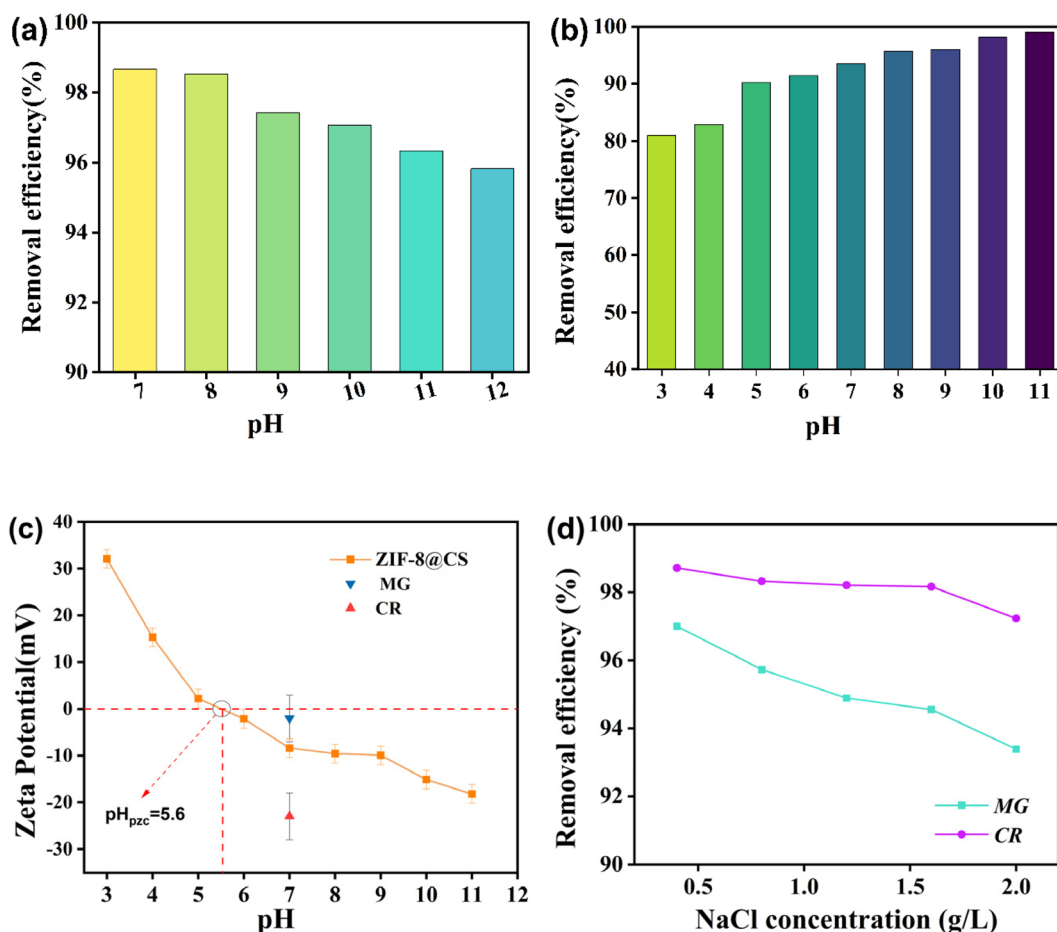 (a)
Removal efficiency(%)
100
98
96
94
92
90
7 8 9 10 11 12
pH
(b)
Removal efficiency(%)
100
90
80
70
60
50
40
3 4 5 6 7 8 9 10 11
pH
(c)
Zeta Potential(mV)
40
30
20
10
0
-10
-20
-30
ZIF-8@CS
MG
CR
pHpzc=5.6
3 4 5 6 7 8 9 10 11 12
pH
(d)
Removal efficiency (%)
100
98
96
94
92
90
MG
CR
0.5 1.0 1.5 2.0
NaCl concentration (g/L)